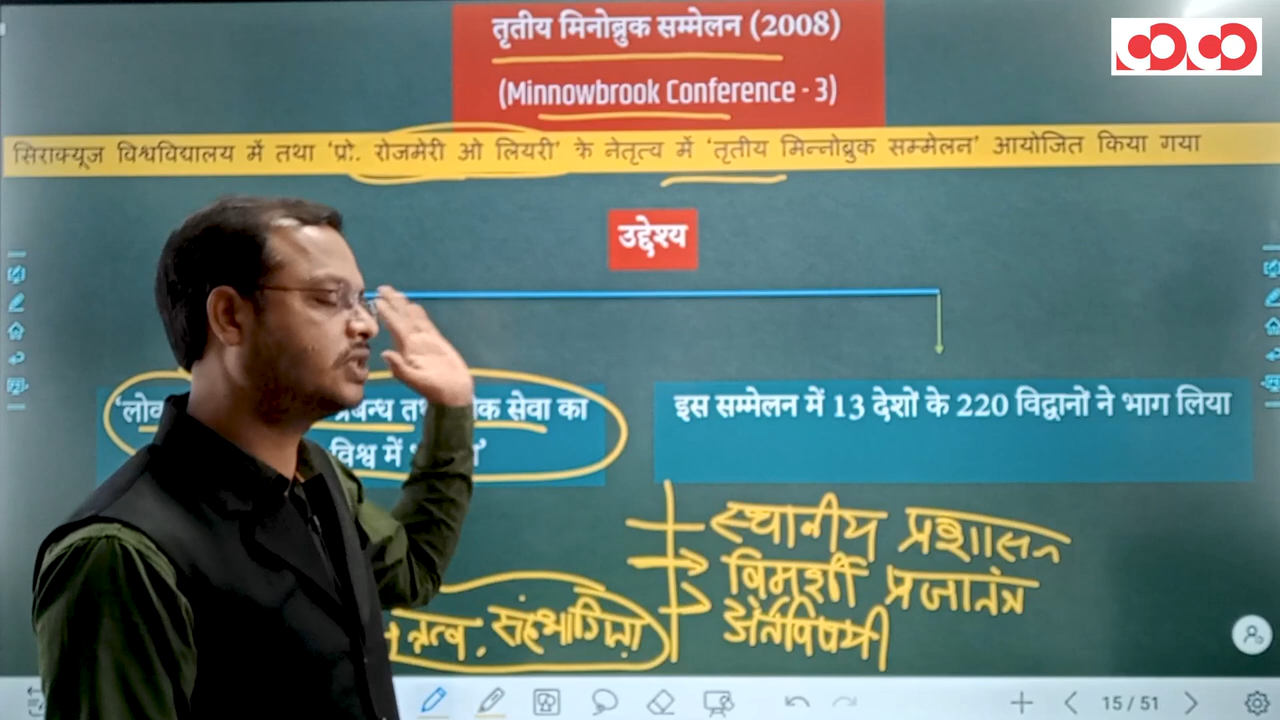 तृतीय मिनोब्रुक सम्मेलन (2008)
(Minnowbrook Conference - 3)
सिराक्यूज विश्वविद्यालय में तथा 'प्रो. रोजमेरी ओ लियरी' के नेतृत्व में 'तृतीय मिन्नोब्रुक सम्मेलन' आयोजित किया गया
उद्देश्य
प्रबन्ध सेवा का
विश्व में
इस सम्मेलन में 13 देशों के 220 विद्वानों ने भाग लिया
स्थानीय प्रशासन
विमर्शी प्रजातंत्र
15 / 51